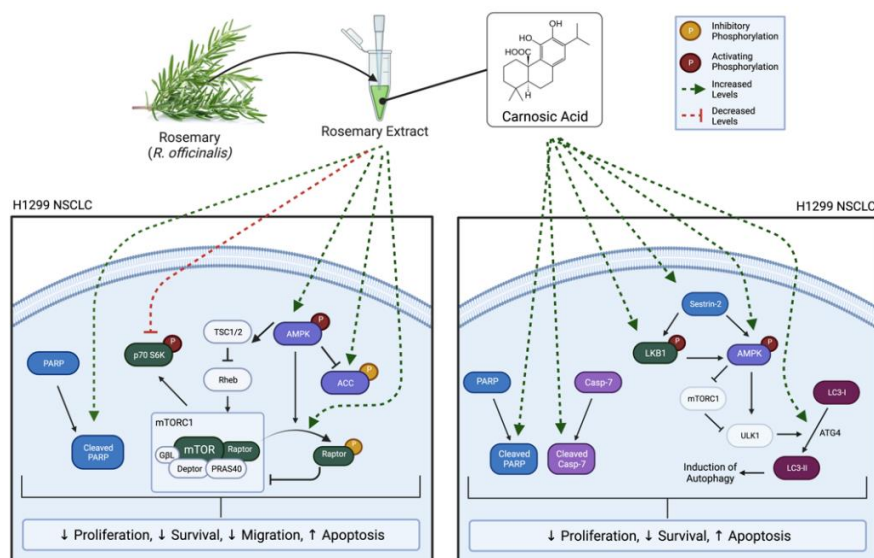 Rosemary
(R. officinalis)
Rosemary Extract
HO
OH
HOOC
H
Carnosic Acid
P
Inhibitory
Phosphorylation
P
Activating
Phosphorylation
Increased
Levels
Decreased
Levels
H1299 NSCLC
PARP
Cleaved
PARP
p70 S6K
P
TSC1/2
Rheb
AMPK
P
ACC
P
mTORC1
GβL
mTOR
Raptor
Deptor
PRAS40
Raptor
P
↓ Proliferation, ↓ Survival, ↓ Migration, ↑ Apoptosis
H1299 NSCLC
Sestrin-2
LKB1
P
AMPK
P
PARP
Casp-7
mTORC1
LC3-I
ULK1
ATG4
Cleaved
PARP
Cleaved
Casp-7
Induction of
Autophagy
LC3-II
↓ Proliferation, ↓ Survival, ↑ Apoptosis